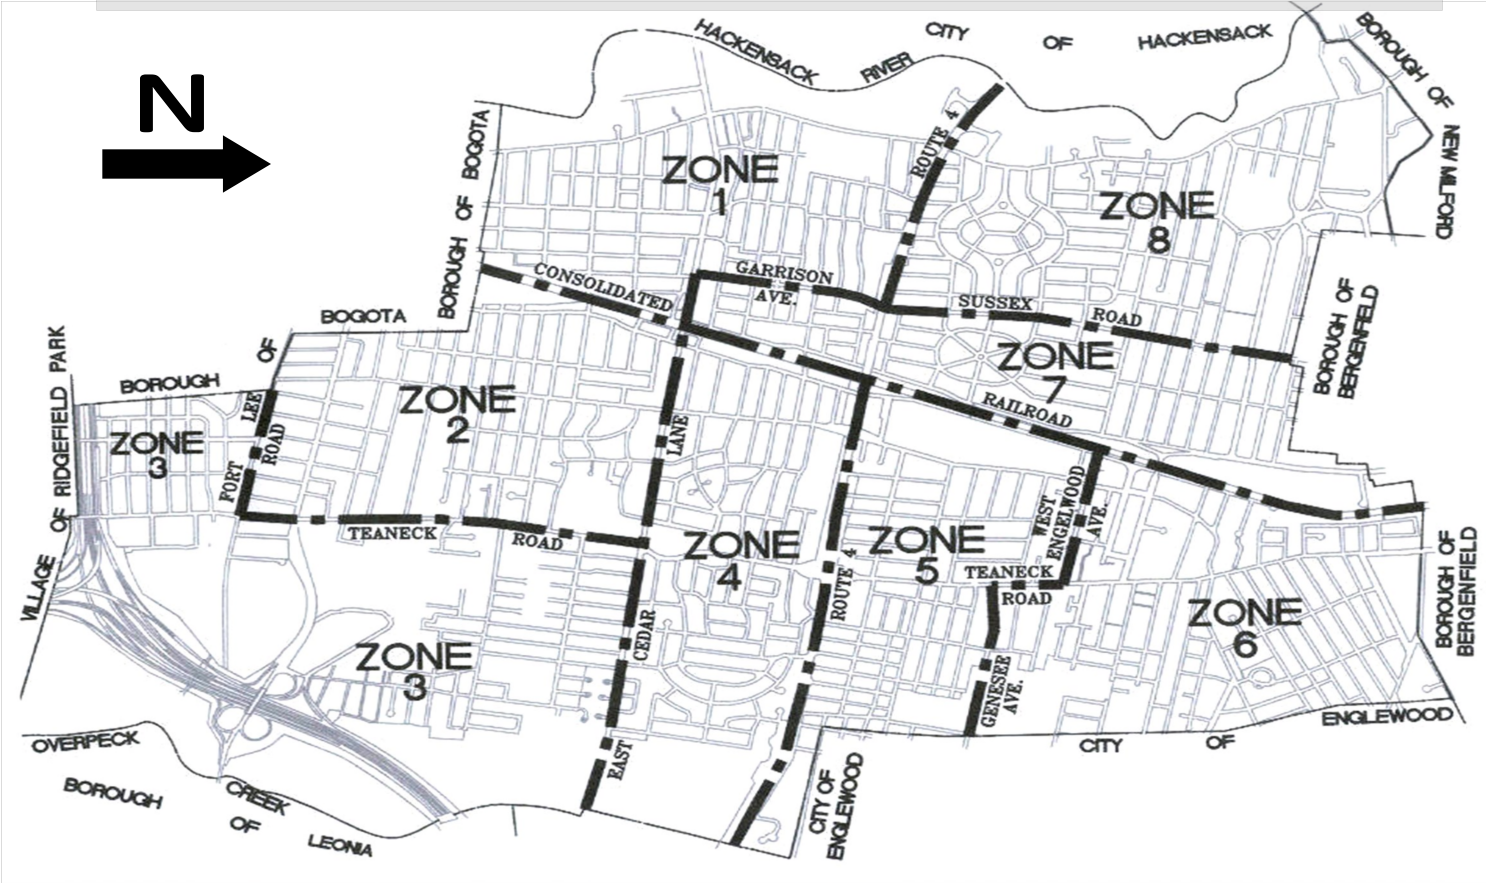 N
HACKENSACK RIVER
CITY OF HACKENSACK
BOROUGH OF NEW MILFORD
BOROUGH OF BOGOTA
ROUTE 4
ZONE
1
ZONE
8
CONSOLIDATED
GARRISON
AVE.
SUSSEX ROAD
BOROUGH OF
BERGENFIELD
BOROUGH OF BOGOTA
VILLAGE OF RIDGEFIELD PARK
ZONE
7
RAILROAD
ZONE
2
ZONE
3
FORT LEE
ROAD
LANE
TEANECK ROAD
ZONE
4
ROUTE 4
ZONE
5
WEST
ENGELWOOD
AVE.
TEANECK
ROAD
ZONE
6
BOROUGH OF
BERGENFIELD
ZONE
3
CEDAR
EAST
GENESEE
AVE.
CITY OF ENGLEWOOD
CITY OF
ENGLEWOOD
OVERPECK CREEK
BOROUGH OF LEONIA